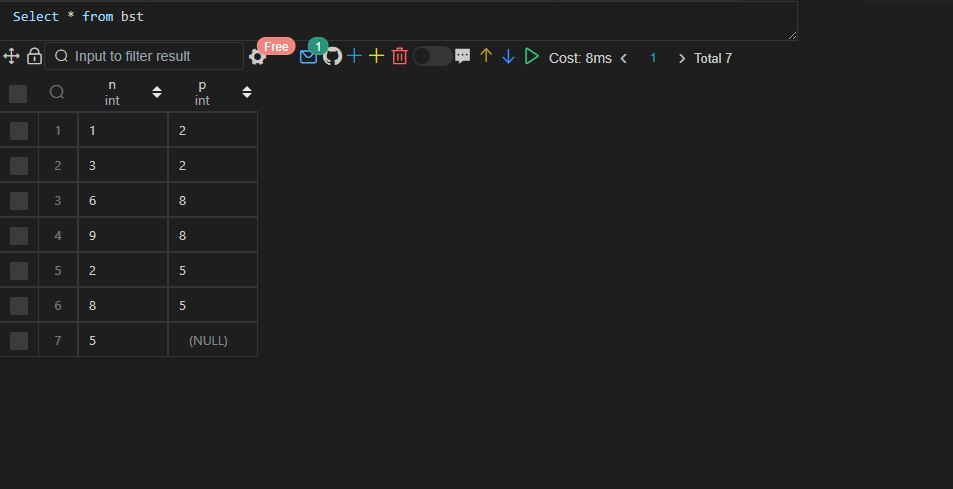 Select * from bst
Input to filter result Free 1 Cost: 8ms 1 Total 7
n p
int int
1 1 2
2 3 2
3 6 8
4 9 8
5 2 5
6 8 5
7 5 (NULL)